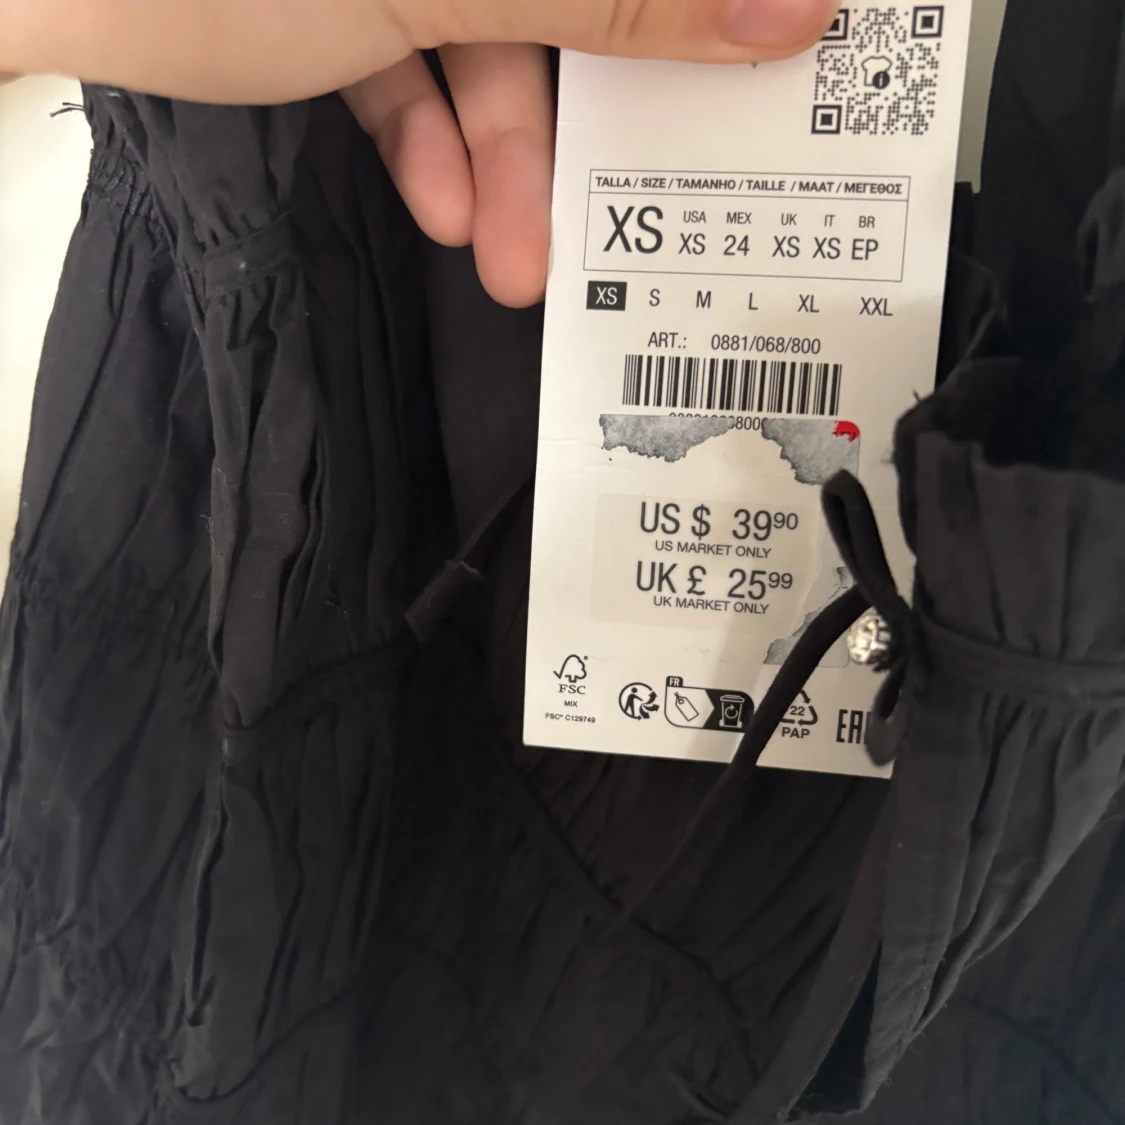 TALLA / SIZE / TAMANHO / TAILLE / MAAT / ΜΕΓΕΘΟΣ
XS
USA MEX UK IT BR
XS 24 XS XS EP
XS S M L XL XXL
ART.: 0881/068/800
US $ 39 90
US MARKET ONLY
UK £ 25 99
UK MARKET ONLY
FSC
MIX
FSC® C129749
FR
22
PAP